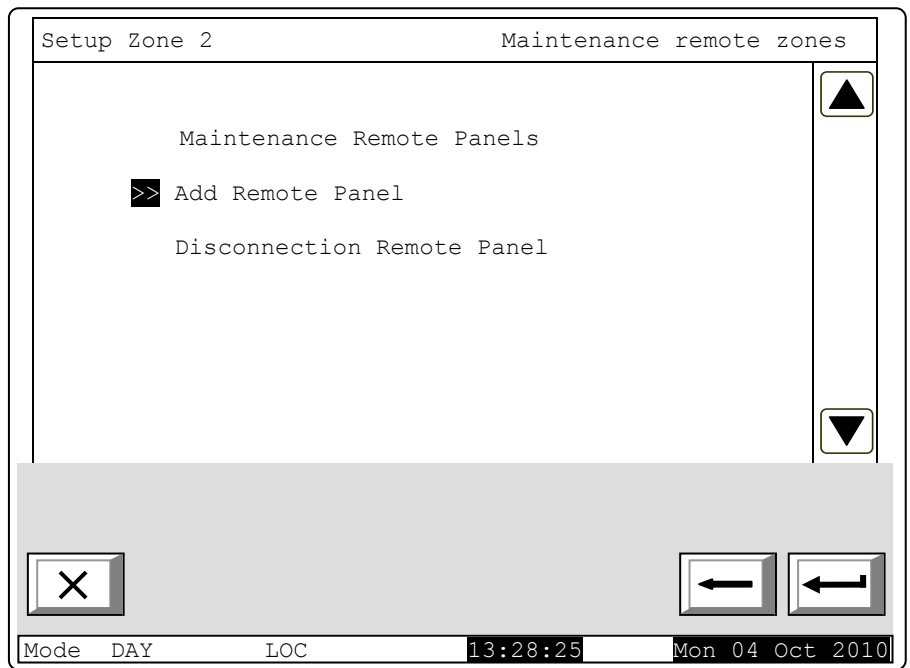 Setup Zone 2 Maintenance remote zones
Maintenance Remote Panels
>> Add Remote Panel
Disconnection Remote Panel
Mode DAY LOC 13:28:25 Mon 04 Oct 2010